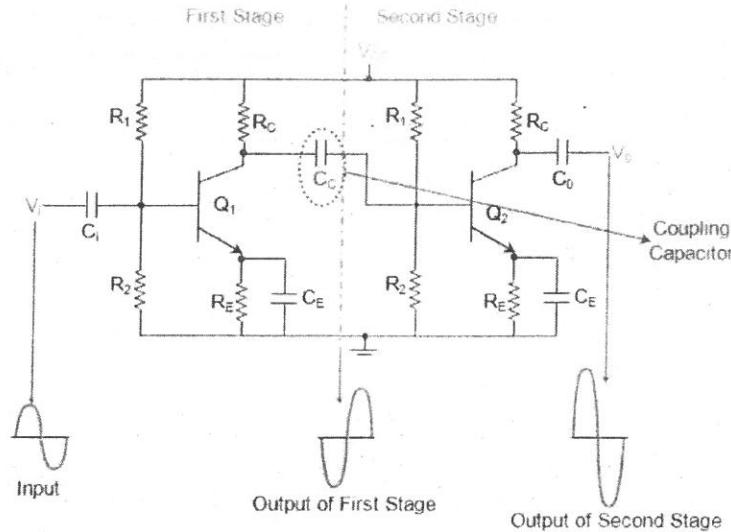 First Stage
Second Stage
R1
RC
R1
RC
Vi
Ci
Q1
CC
Q2
C0
Coupling
Capacitor
R2
RE
CE
R2
RE
CE
Input
Output of First Stage
Output of Second Stage